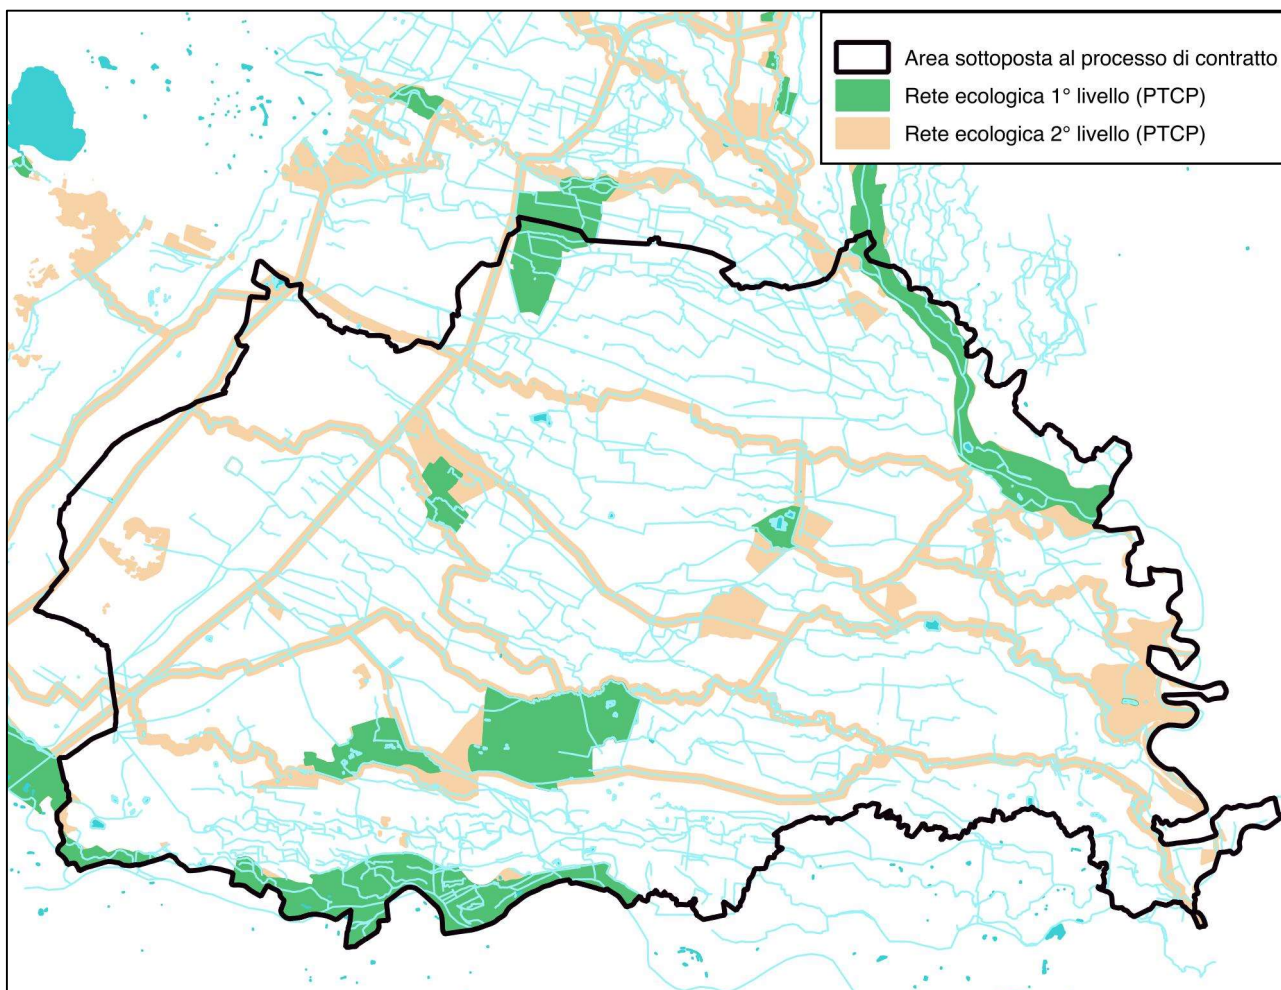 Area sottoposta al processo di contratto
Rete ecologica 1° livello (PTCP)
Rete ecologica 2° livello (PTCP)